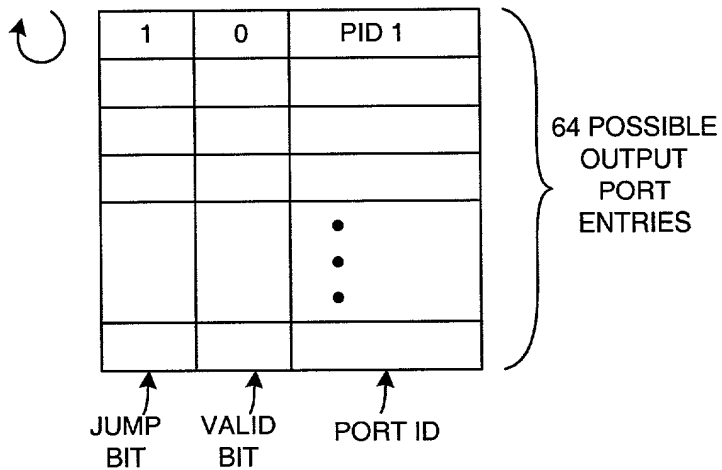 1 0 PID 1
64 POSSIBLE
OUTPUT
PORT
ENTRIES
JUMP
BIT
VALID
BIT
PORT ID